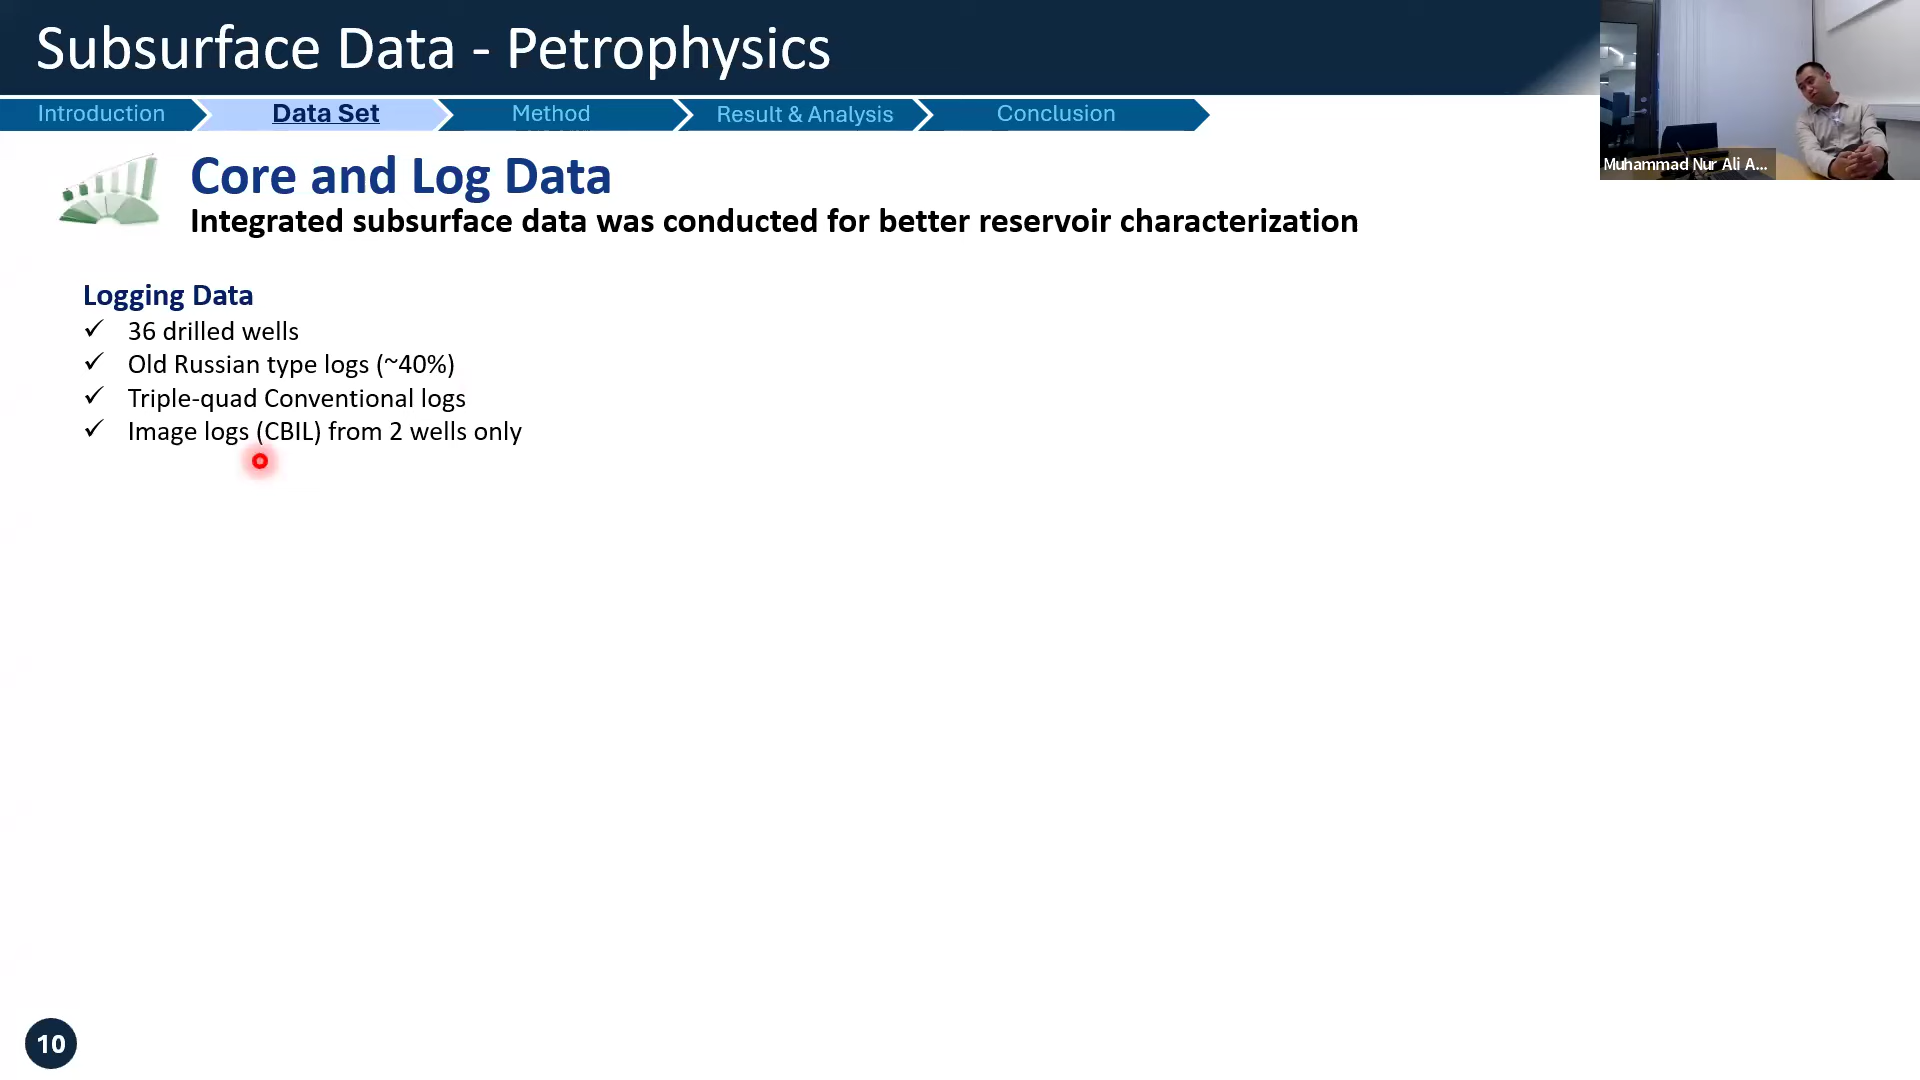 Subsurface Data - Petrophysics
Introduction
Data Set
Method
Result & Analysis
Conclusion
Muhammad Nur Ali A...
Core and Log Data
Integrated subsurface data was conducted for better reservoir characterization
Logging Data
✓ 36 drilled wells
✓ Old Russian type logs (~40%)
✓ Triple-quad Conventional logs
✓ Image logs (CBIL) from 2 wells only
10